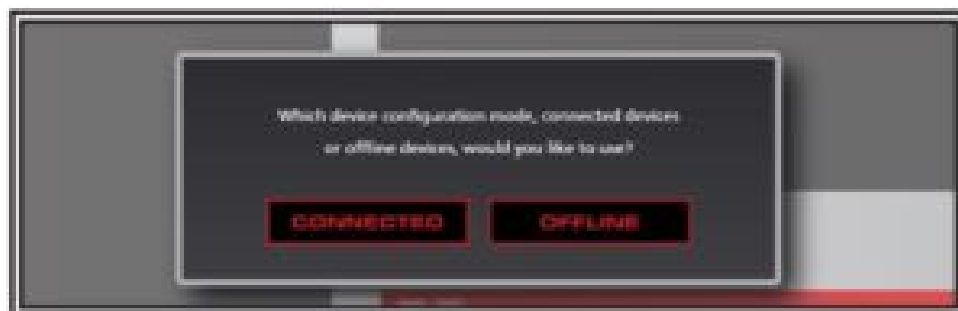 Which device configuration mode, connected devices
or offline devices, would you like to use?
CONNECTED
OFFLINE